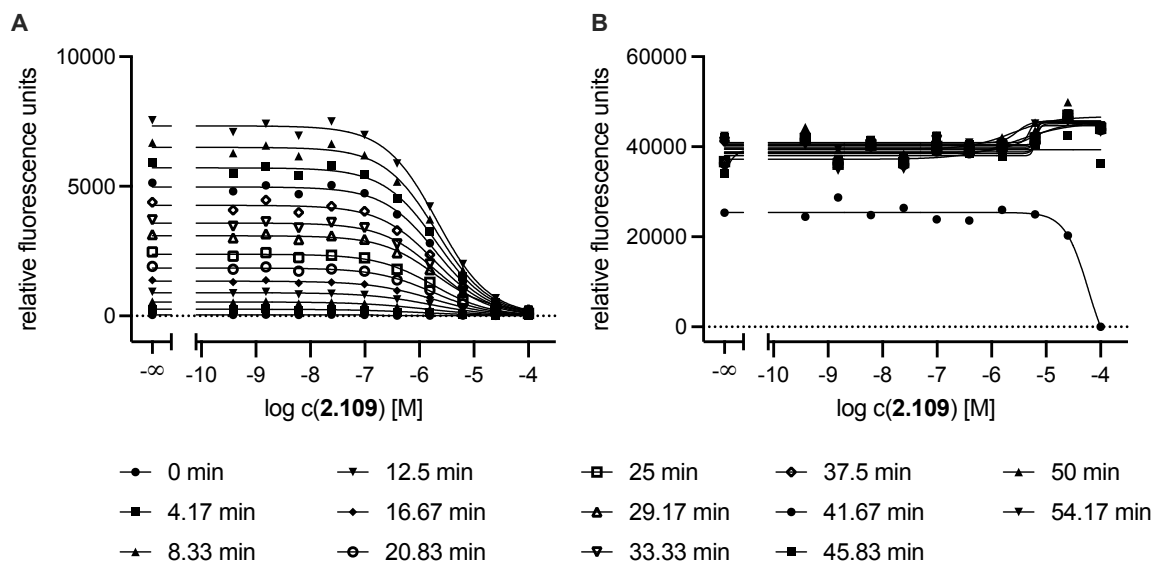 A
B
relative fluorescence units
10000
5000
0
-∞
-10
-9
-8
-7
-6
-5
-4
log c(2.109) [M]
relative fluorescence units
60000
40000
20000
0
-∞
-10
-9
-8
-7
-6
-5
-4
log c(2.109) [M]
0 min
12.5 min
25 min
37.5 min
50 min
4.17 min
16.67 min
29.17 min
41.67 min
54.17 min
8.33 min
20.83 min
33.33 min
45.83 min